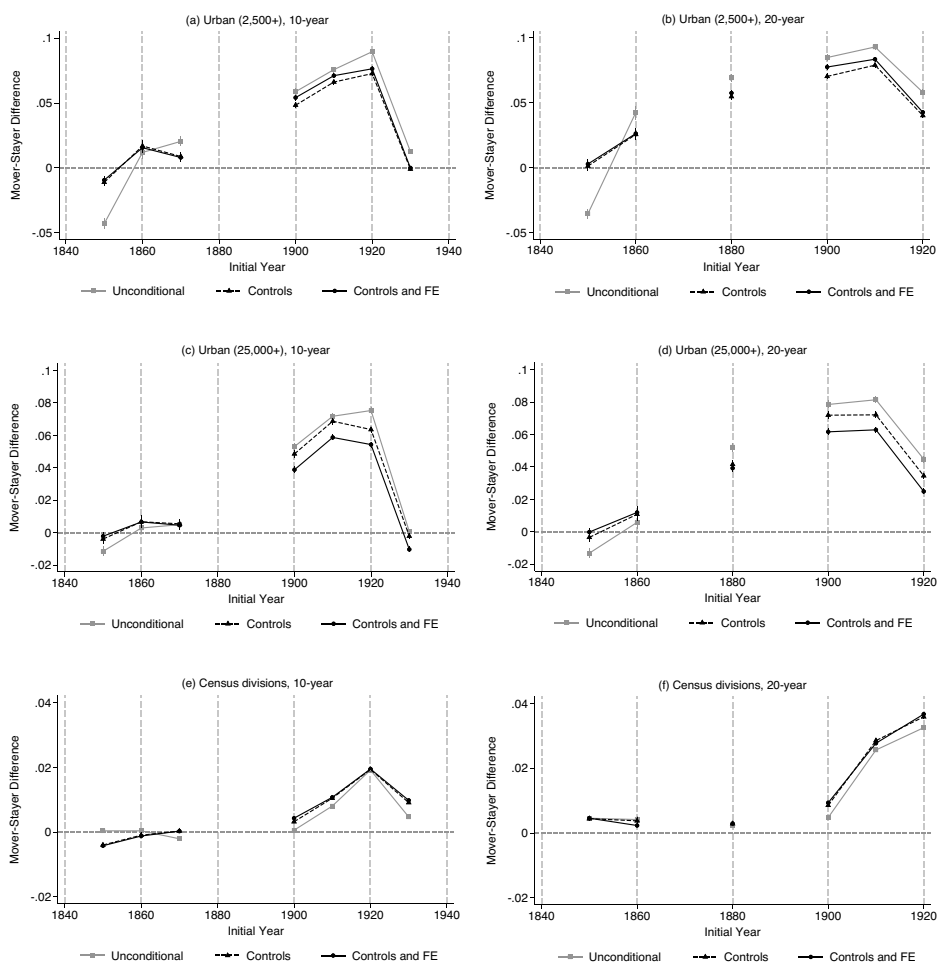 (a) Urban (2,500+), 10-year
.1
.05
0
-.05
Mover-Stayer Difference
1840 1860 1880 1900 1920 1940
Initial Year
Unconditional Controls Controls and FE
(b) Urban (2,500+), 20-year
.1
.05
0
-.05
Mover-Stayer Difference
1840 1860 1880 1900 1920
Initial Year
Unconditional Controls Controls and FE
(c) Urban (25,000+), 10-year
.1
.08
.06
.04
.02
0
-.02
Mover-Stayer Difference
1840 1860 1880 1900 1920 1940
Initial Year
Unconditional Controls Controls and FE
(d) Urban (25,000+), 20-year
.1
.08
.06
.04
.02
0
-.02
Mover-Stayer Difference
1840 1860 1880 1900 1920
Initial Year
Unconditional Controls Controls and FE
(e) Census divisions, 10-year
.04
.02
0
-.02
Mover-Stayer Difference
1840 1860 1880 1900 1920 1940
Initial Year
Unconditional Controls Controls and FE
(f) Census divisions, 20-year
.04
.02
0
-.02
Mover-Stayer Difference
1840 1860 1880 1900 1920
Initial Year
Unconditional Controls Controls and FE